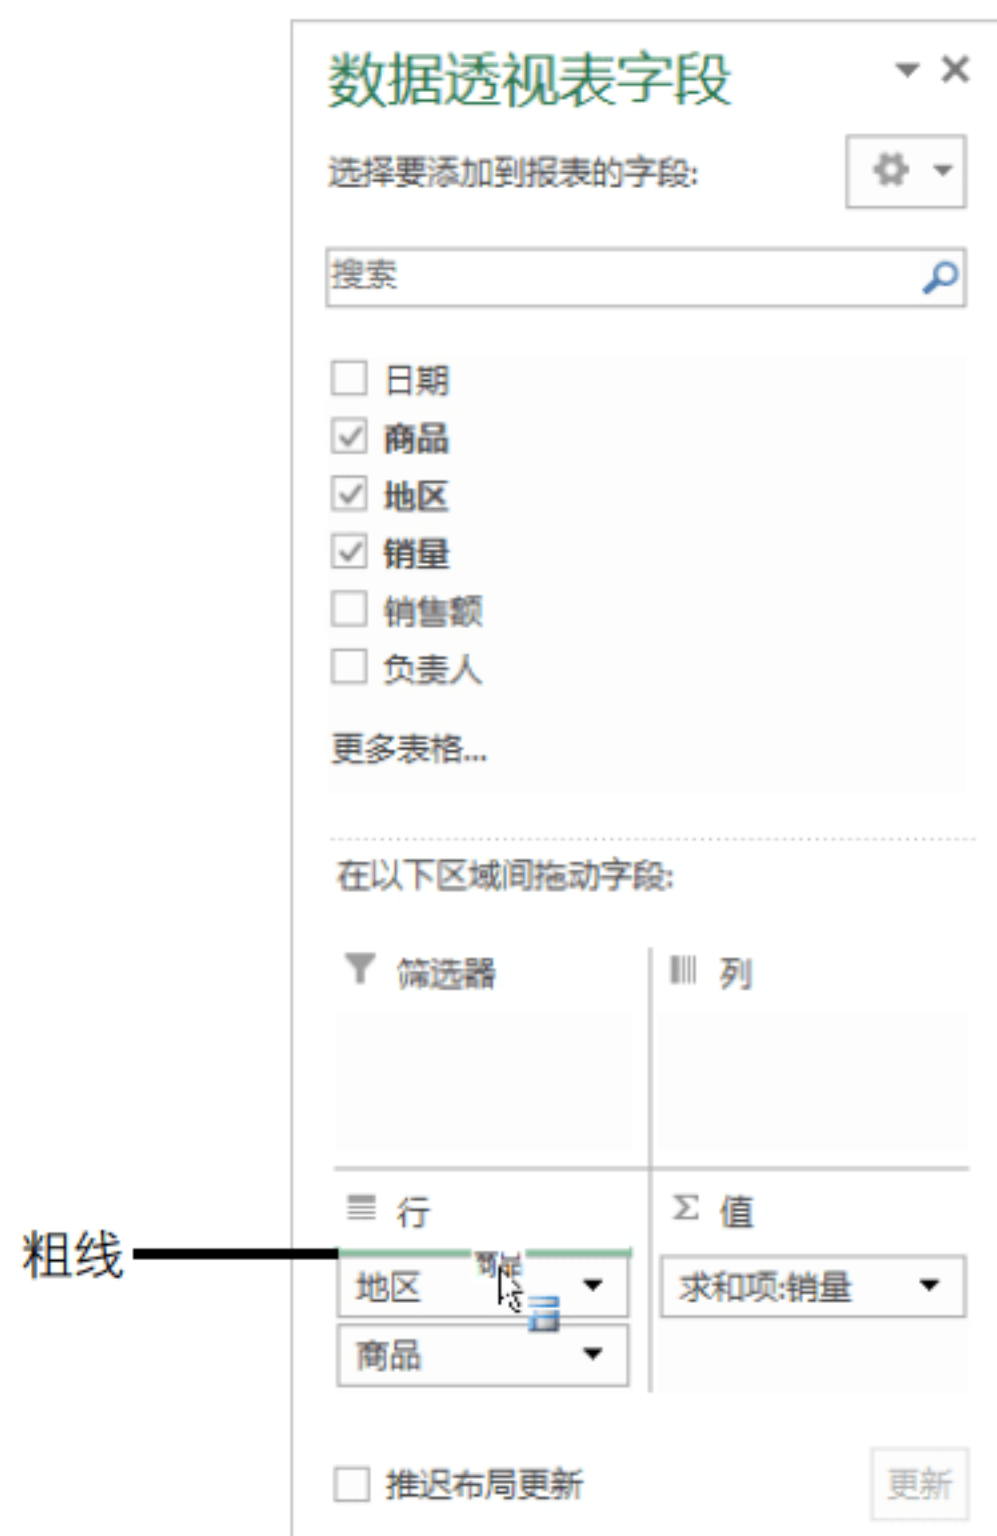 数据透视表字段
选择要添加到报表的字段:
搜索
日期
商品
地区
销量
销售额
负责人
更多表格...
在以下区域间拖动字段:
筛选器
列
行
值
粗线
商品
地区
求和项:销量
商品
推迟布局更新
更新